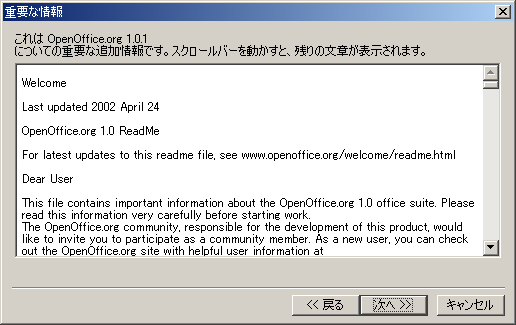 重要な情報
これは OpenOffice.org 1.0.1
についての重要な追加情報です。スクロールバーを動かすと、残りの文章が表示されます。
Welcome
Last updated 2002 April 24
OpenOffice.org 1.0 ReadMe
For latest updates to this readme file, see www.openoffice.org/welcome/readme.html
Dear User
This file contains important information about the OpenOffice.org 1.0 office suite. Please
read this information very carefully before starting work.
The OpenOffice.org community, responsible for the development of this product, would
like to invite you to participate as a community member. As a new user, you can check
out the OpenOffice.org site with helpful user information at
<< 戻る
次へ >>
キャンセル